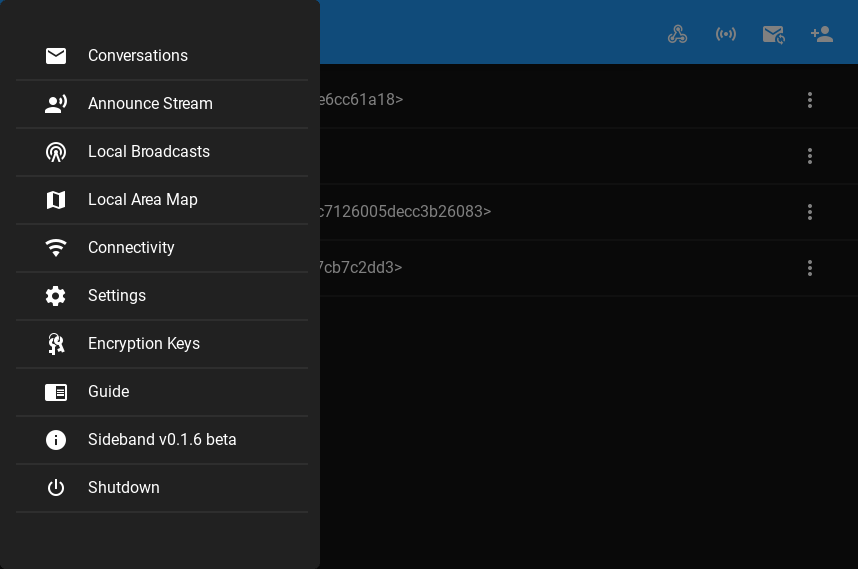 Conversations
Announce Stream
Local Broadcasts
Local Area Map
Connectivity
Settings
Encryption Keys
Guide
Sideband v0.1.6 beta
Shutdown
e6cc61a18>
c7126005decc3b26083>
7cb7c2dd3>